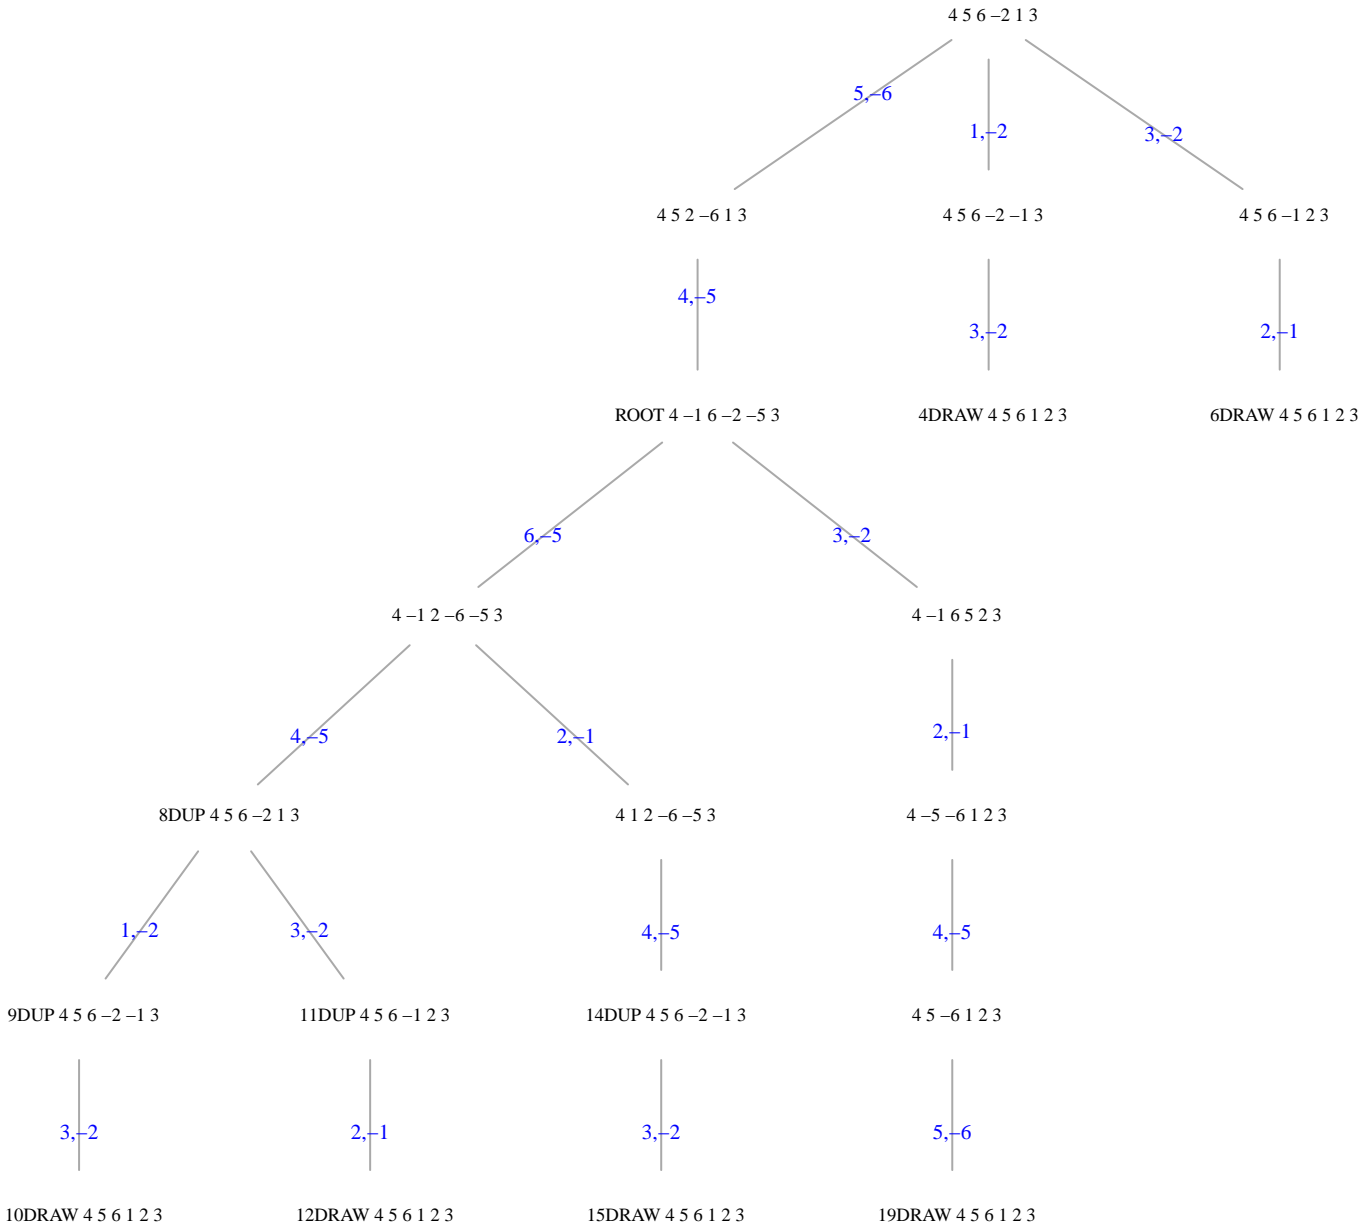 4 5 6 –2 1 3
5,–6
1,–2
3,–2
4 5 2 –6 1 3
4 5 6 –2 –1 3
4 5 6 –1 2 3
4,–5
3,–2
2,–1
ROOT 4 –1 6 –2 –5 3
4DRAW 4 5 6 1 2 3
6DRAW 4 5 6 1 2 3
6,–5
3,–2
4 –1 2 –6 –5 3
4 –1 6 5 2 3
4,–5
2,–1
2,–1
8DUP 4 5 6 –2 1 3
4 1 2 –6 –5 3
4 –5 –6 1 2 3
1,–2
3,–2
4,–5
4,–5
9DUP 4 5 6 –2 –1 3
11DUP 4 5 6 –1 2 3
14DUP 4 5 6 –2 –1 3
4 5 –6 1 2 3
3,–2
2,–1
3,–2
5,–6
10DRAW 4 5 6 1 2 3
12DRAW 4 5 6 1 2 3
15DRAW 4 5 6 1 2 3
19DRAW 4 5 6 1 2 3